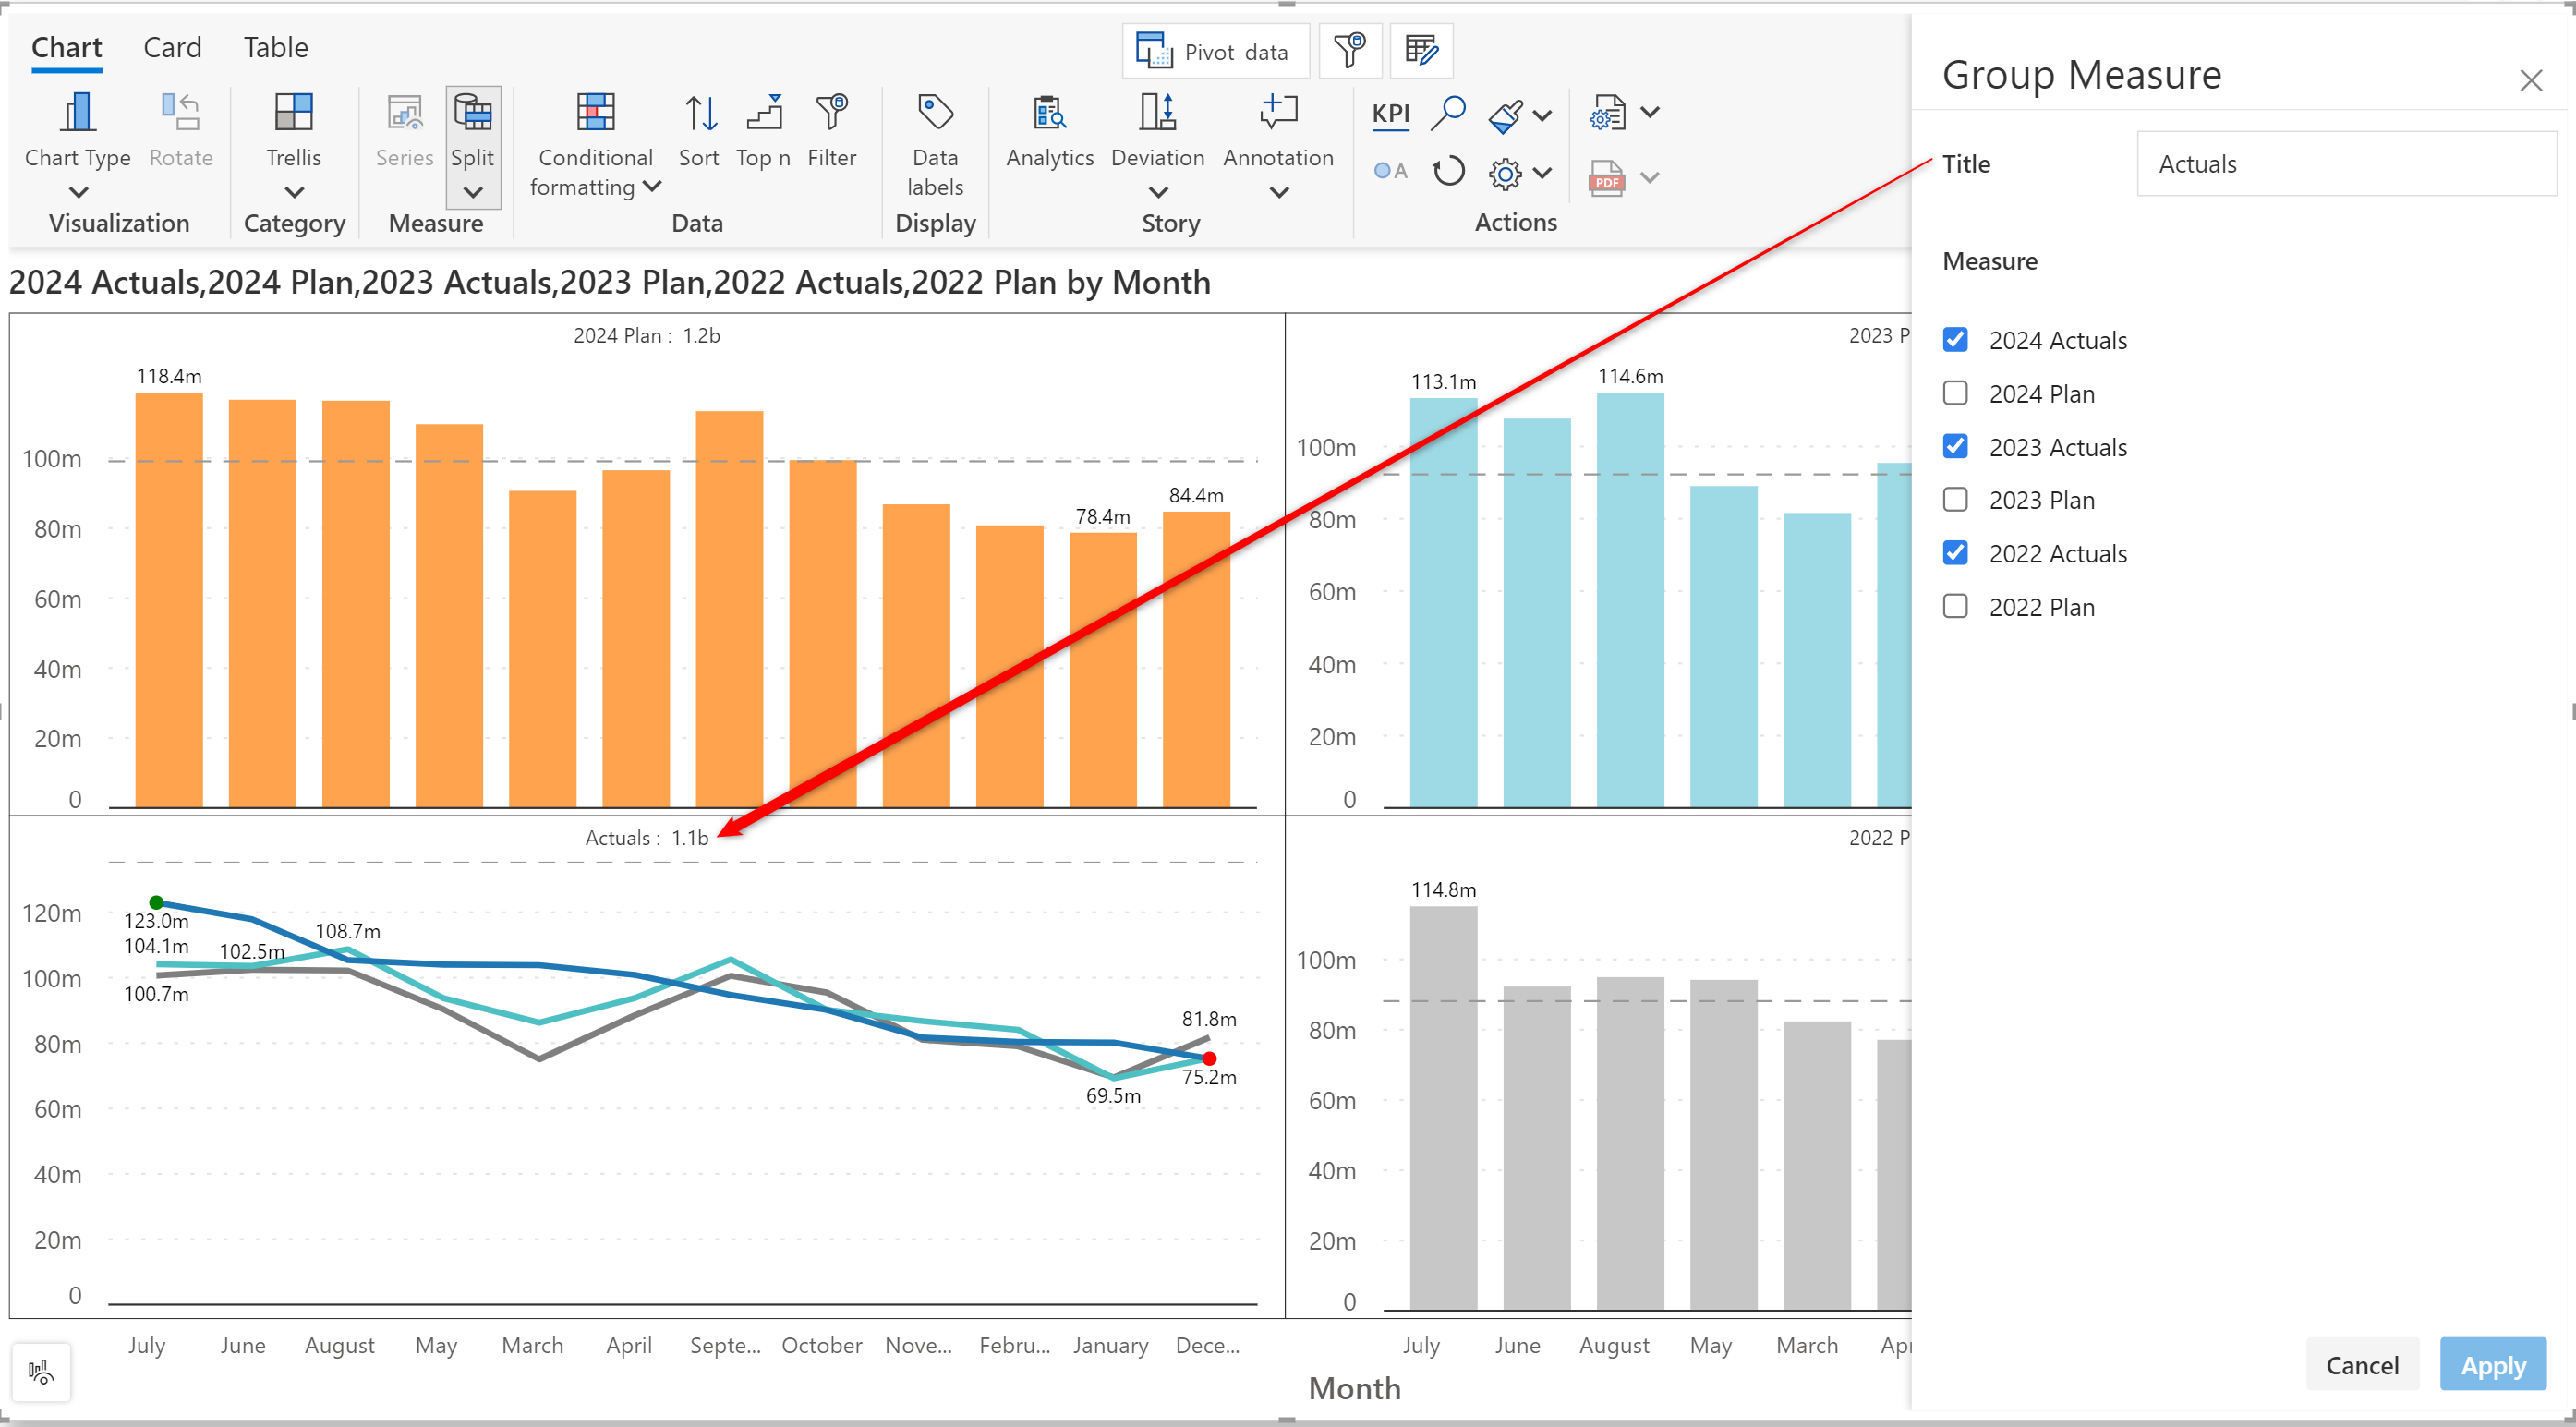 Chart Card Table
Pivot data
Chart Type Rotate Trellis Series Split Conditional formatting Sort Top n Filter Data labels Analytics Deviation Annotation KPI A PDF
Visualization Category Measure Data Display Story Actions
2024 Actuals,2024 Plan,2023 Actuals,2023 Plan,2022 Actuals,2022 Plan by Month
2024 Plan : 1.2b
118.4m
78.4m
84.4m
100m
80m
60m
40m
20m
0
2023 P
113.1m
114.6m
100m
80m
60m
40m
20m
0
Actuals : 1.1b
123.0m
104.1m
100.7m
102.5m
108.7m
81.8m
75.2m
69.5m
120m
100m
80m
60m
40m
20m
0
2022 P
114.8m
100m
80m
60m
40m
20m
0
July June August May March April Septe... October Nove... Febru... January Dece...
July June August May March Apr
Month
Group Measure
Title Actuals
Measure
2024 Actuals
2024 Plan
2023 Actuals
2023 Plan
2022 Actuals
2022 Plan
Cancel Apply